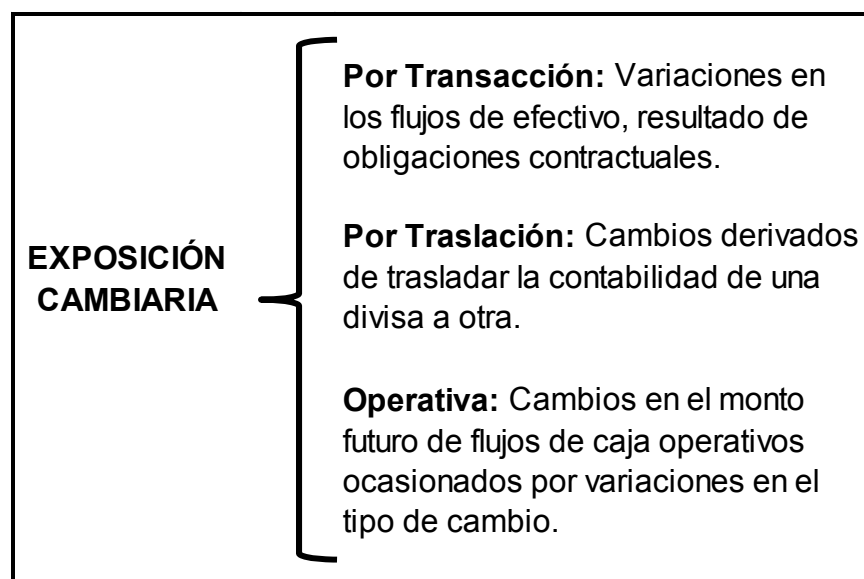 EXPOSICIÓN
CAMBIARIA
Por Transacción: Variaciones en
los flujos de efectivo, resultado de
obligaciones contractuales.
Por Traslación: Cambios derivados
de trasladar la contabilidad de una
divisa a otra.
Operativa: Cambios en el monto
futuro de flujos de caja operativos
ocasionados por variaciones en el
tipo de cambio.